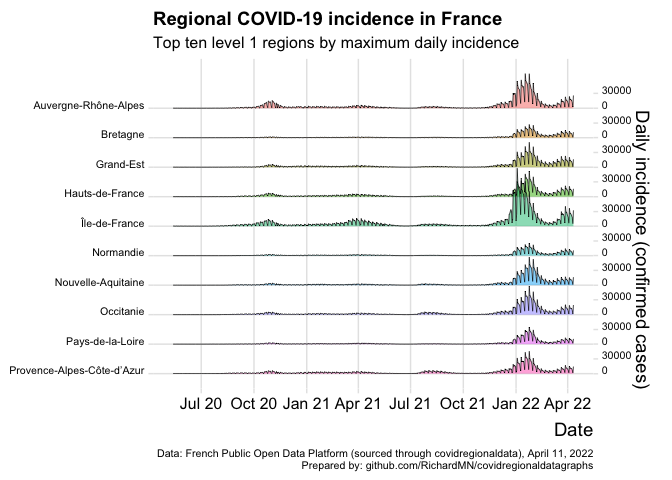 Regional COVID-19 incidence in France
Top ten level 1 regions by maximum daily incidence
Auvergne-Rhône-Alpes
Bretagne
Grand-Est
Hauts-de-France
Île-de-France
Normandie
Nouvelle-Aquitaine
Occitanie
Pays-de-la-Loire
Provence-Alpes-Côte-d’Azur
30000
0
30000
0
30000
0
30000
0
30000
0
30000
0
30000
0
30000
0
30000
0
30000
0
Daily incidence (confirmed cases)
Jul 20 Oct 20 Jan 21 Apr 21 Jul 21 Oct 21 Jan 22 Apr 22
Date
Data: French Public Open Data Platform (sourced through covidregionaldata), April 11, 2022
Prepared by: github.com/RichardMN/covidregionaldatagraphs